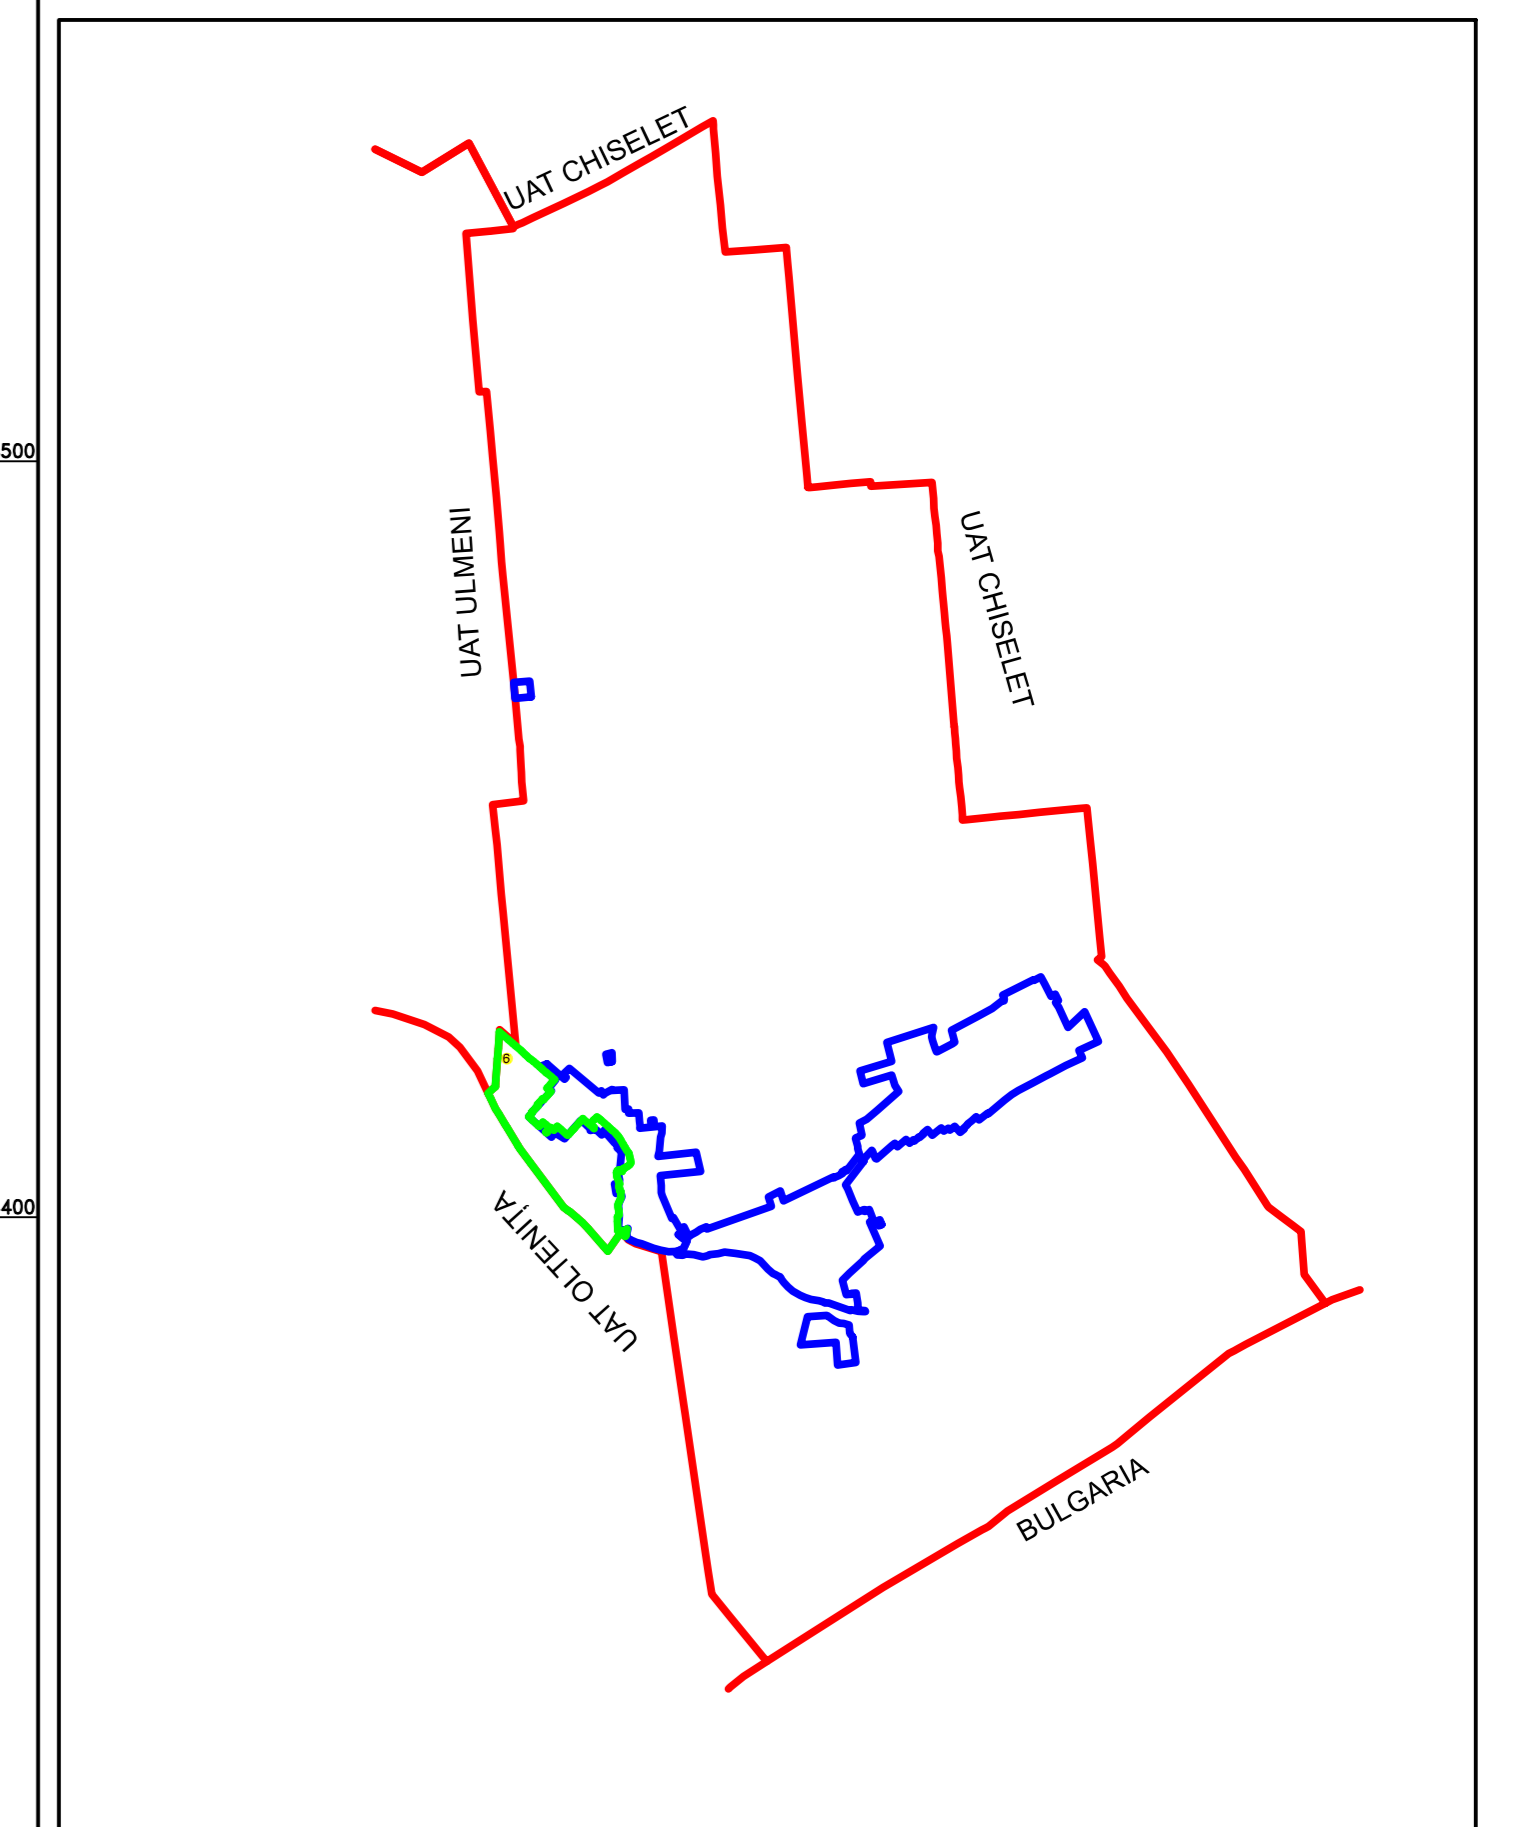 UAT CHISELET
500
UAT ULMENI
UAT CHISELET
6
400
UAT OLTENIȚA
BULGARIA